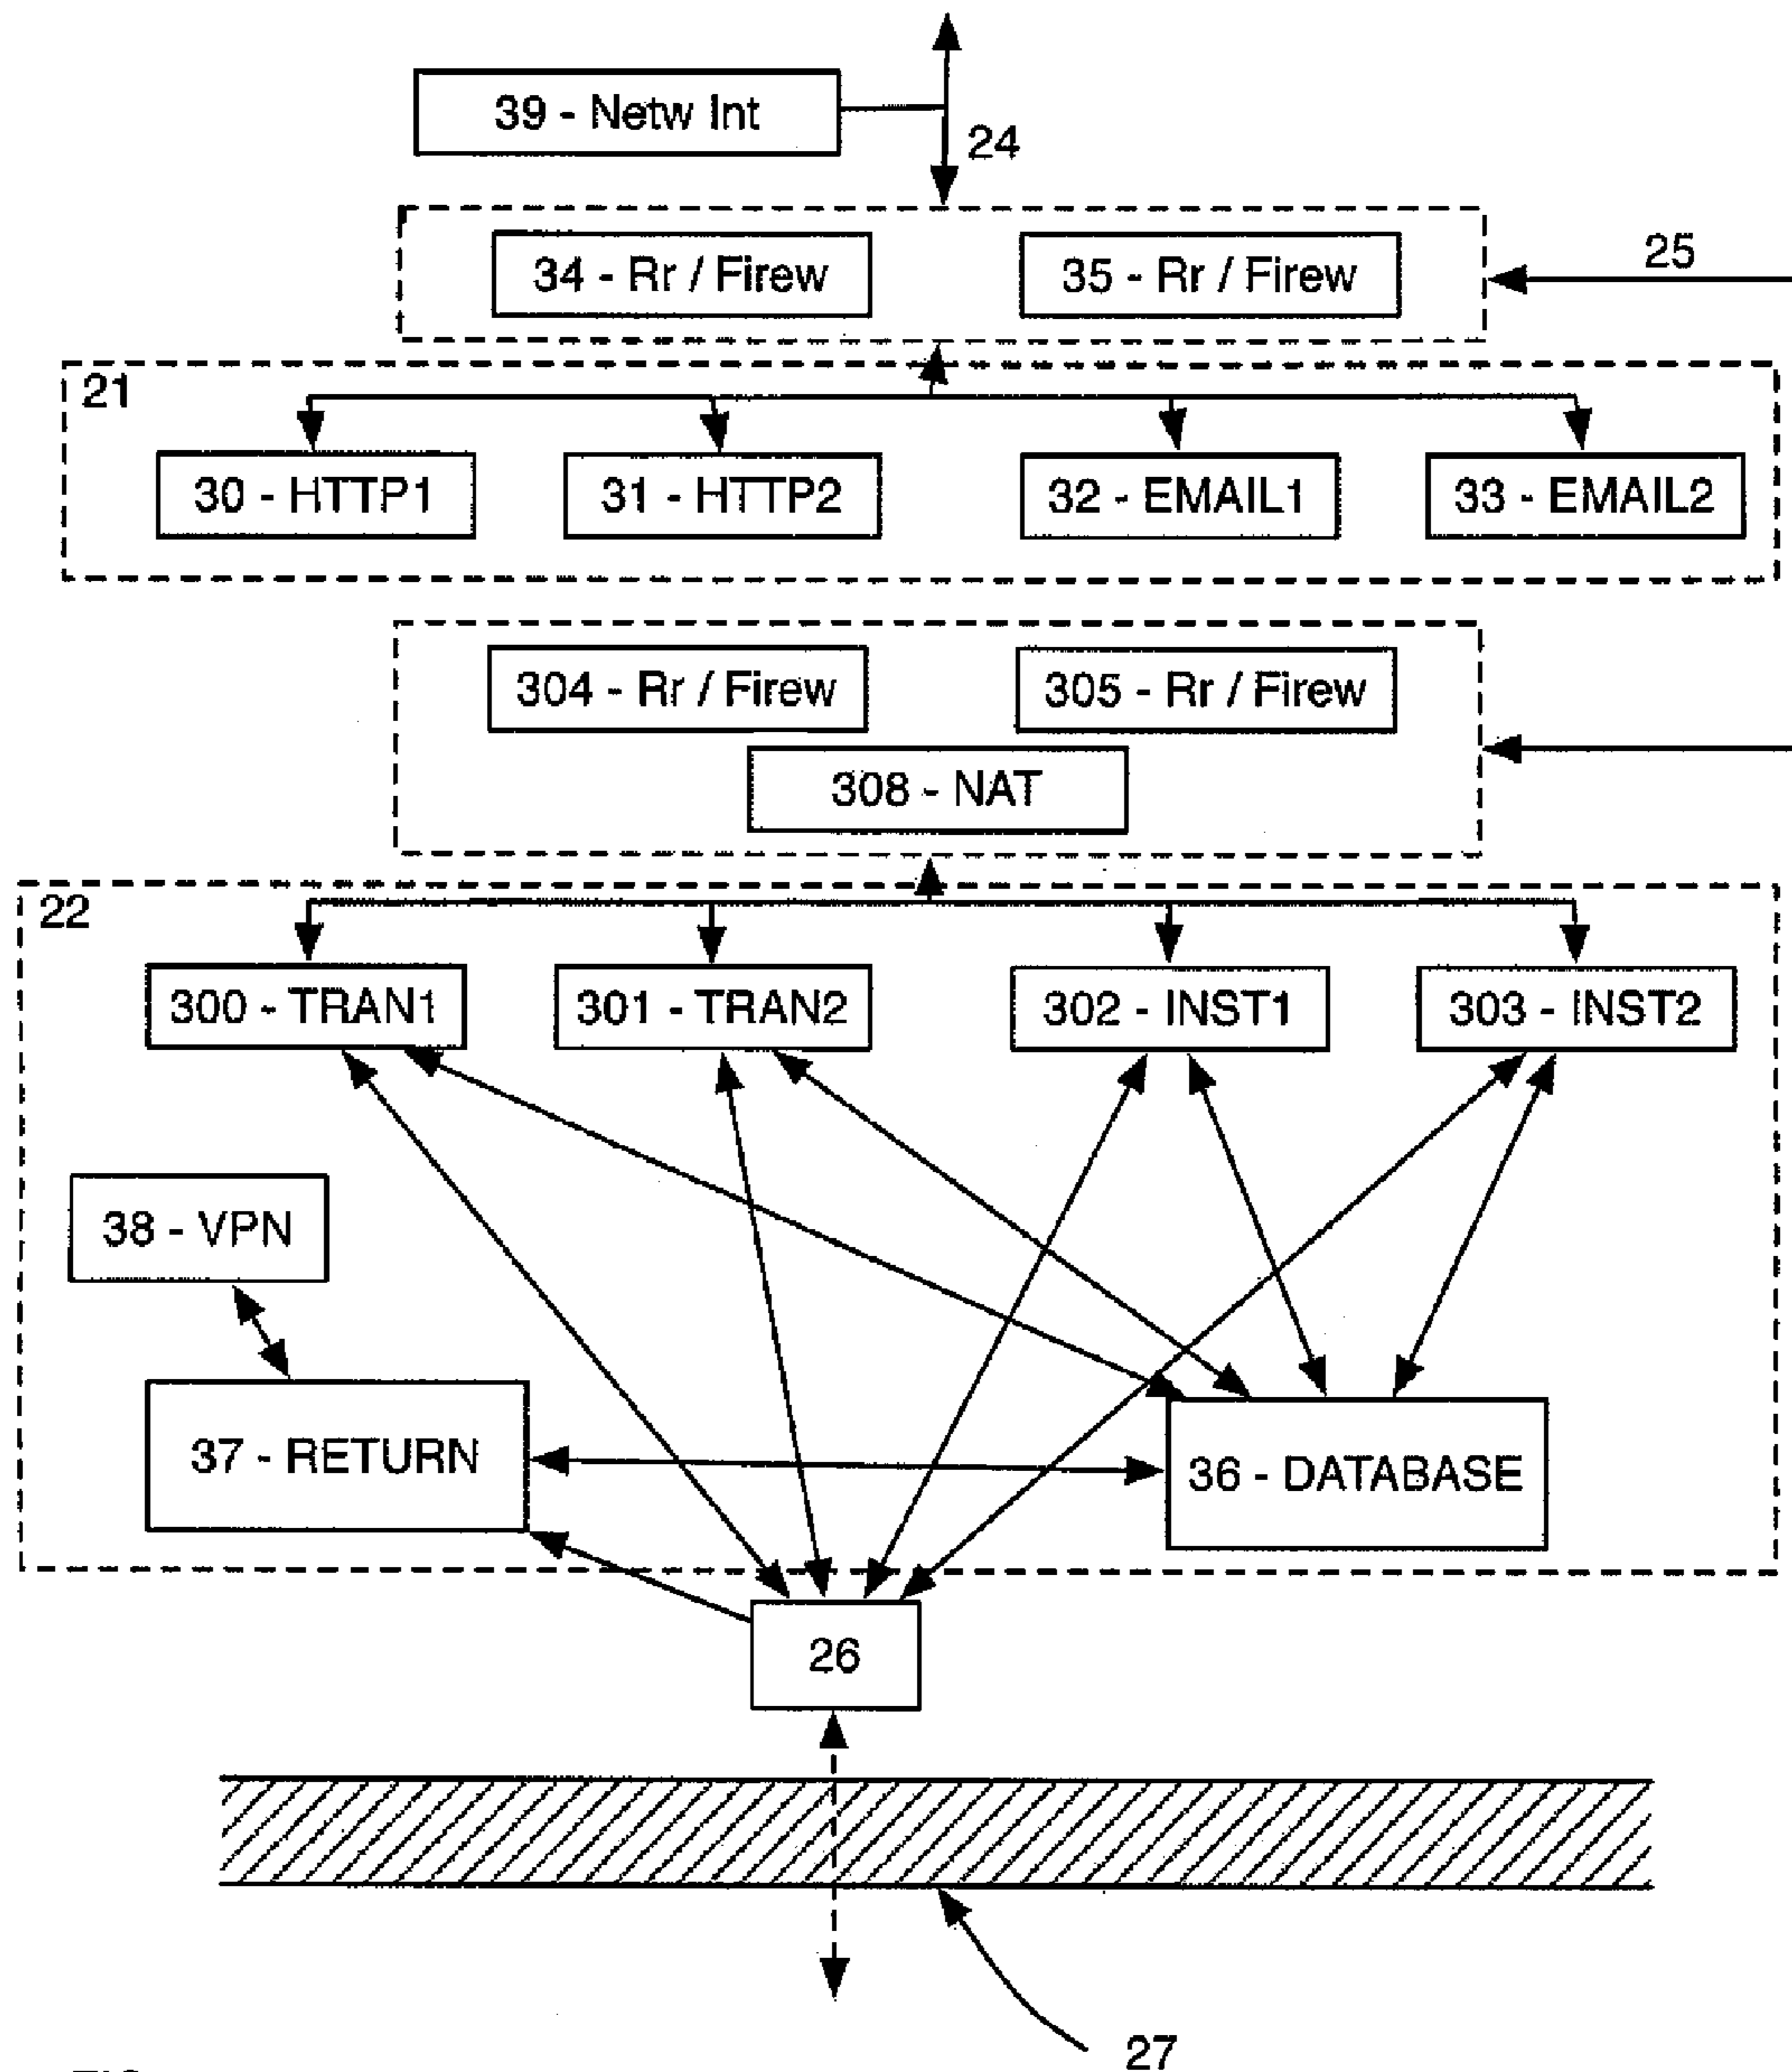 39 - Netw Int
24
34 - Rr / Firew
35 - Rr / Firew
25
21
30 - HTTP1
31 - HTTP2
32 - EMAIL1
33 - EMAIL2
304 - Rr / Firew
305 - Rr / Firew
308 - NAT
22
300 - TRAN1
301 - TRAN2
302 - INST1
303 - INST2
38 - VPN
37 - RETURN
36 - DATABASE
26
27